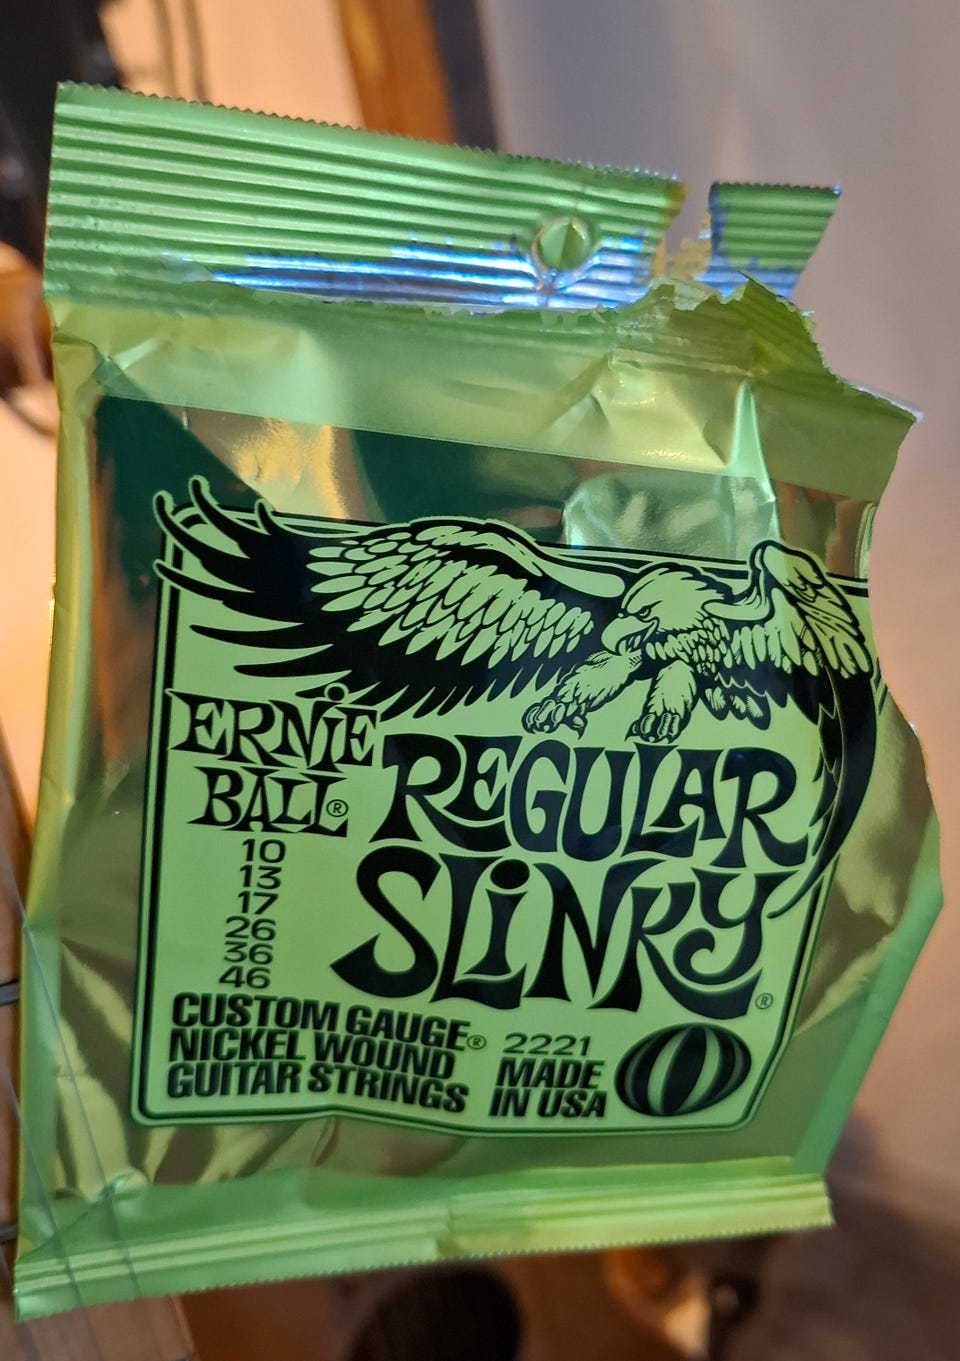 ERNiE
BALL®
REGULAR
SLiNKY®
10
13
17
26
36
46
CUSTOM GAUGE®
NICKEL WOUND
GUITAR STRINGS
2221
MADE
IN USA